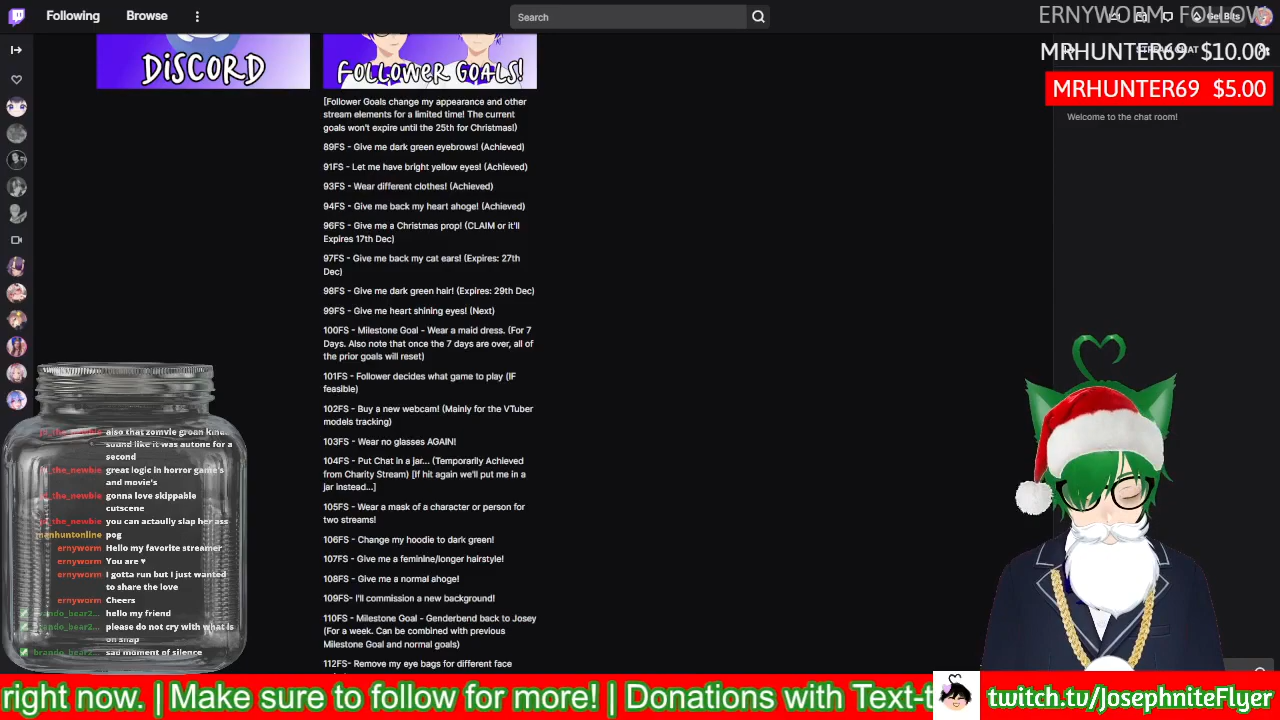 Following
Browse
Search
Get Bits
ERNYWORM FOLLOW
STREAM CHAT
MRHUNTER69 $10.00
MRHUNTER69 $5.00
Welcome to the chat room!
DISCORD
FOLLOWER GOALS!
[Follower Goals change my appearance and other
stream elements for a limited time! The current
goals won't expire until the 25th for Christmas!)
89FS - Give me dark green eyebrows! (Achieved)
91FS - Let me have bright yellow eyes! (Achieved)
93FS - Wear different clothes! (Achieved)
94FS - Give me back my heart ahoge! (Achieved)
96FS - Give me a Christmas prop! (CLAIM or it'll
Expires 17th Dec)
97FS - Give me back my cat ears! (Expires: 27th
Dec)
98FS - Give me dark green hair! (Expires: 29th Dec)
99FS - Give me heart shining eyes! (Next)
100FS - Milestone Goal - Wear a maid dress. (For 7
Days. Also note that once the 7 days are over, all of
the prior goals will reset)
101FS - Follower decides what game to play (IF
feasible)
102FS - Buy a new webcam! (Mainly for the VTuber
models tracking)
103FS - Wear no glasses AGAIN!
104FS - Put Chat in a jar... (Temporarlly Achieved
from Charity Stream) [If hit again we'll put me in a
jar instead...]
105FS - Wear a mask of a character or person for
two streams!
106FS - Change my hoodie to dark green!
107FS - Give me a feminine/longer hairstyle!
108FS - Give me a normal ahoge!
109FS - I'll commission a new background!
110FS - Milestone Goal - Genderbend back to Josey
(For a week. Can be combined with previous
Milestone Goal and normal goals)
112FS- Remove my eye bags for different face
also that zomvie groan kind
sound like it was autone for a
second
_the_newbie great logic in horror game's
and movie's
_the_newbie gonna love skippable
cutscene
_the_newbie you can actaully slap her ass
manhuntonline pog
ernyworm Hello my favorite streamer
ernyworm You are ♥
ernyworm I gotta run but I just wanted
to share the love
ernyworm Cheers
brando_bear2... hello my friend
brando_bear2... please do not cry with what is
on snap
brando_bear2... sad moment of silence
right now. | Make sure to follow for more! | Donations with Text-t
twitch.tv/JosephniteFlyer